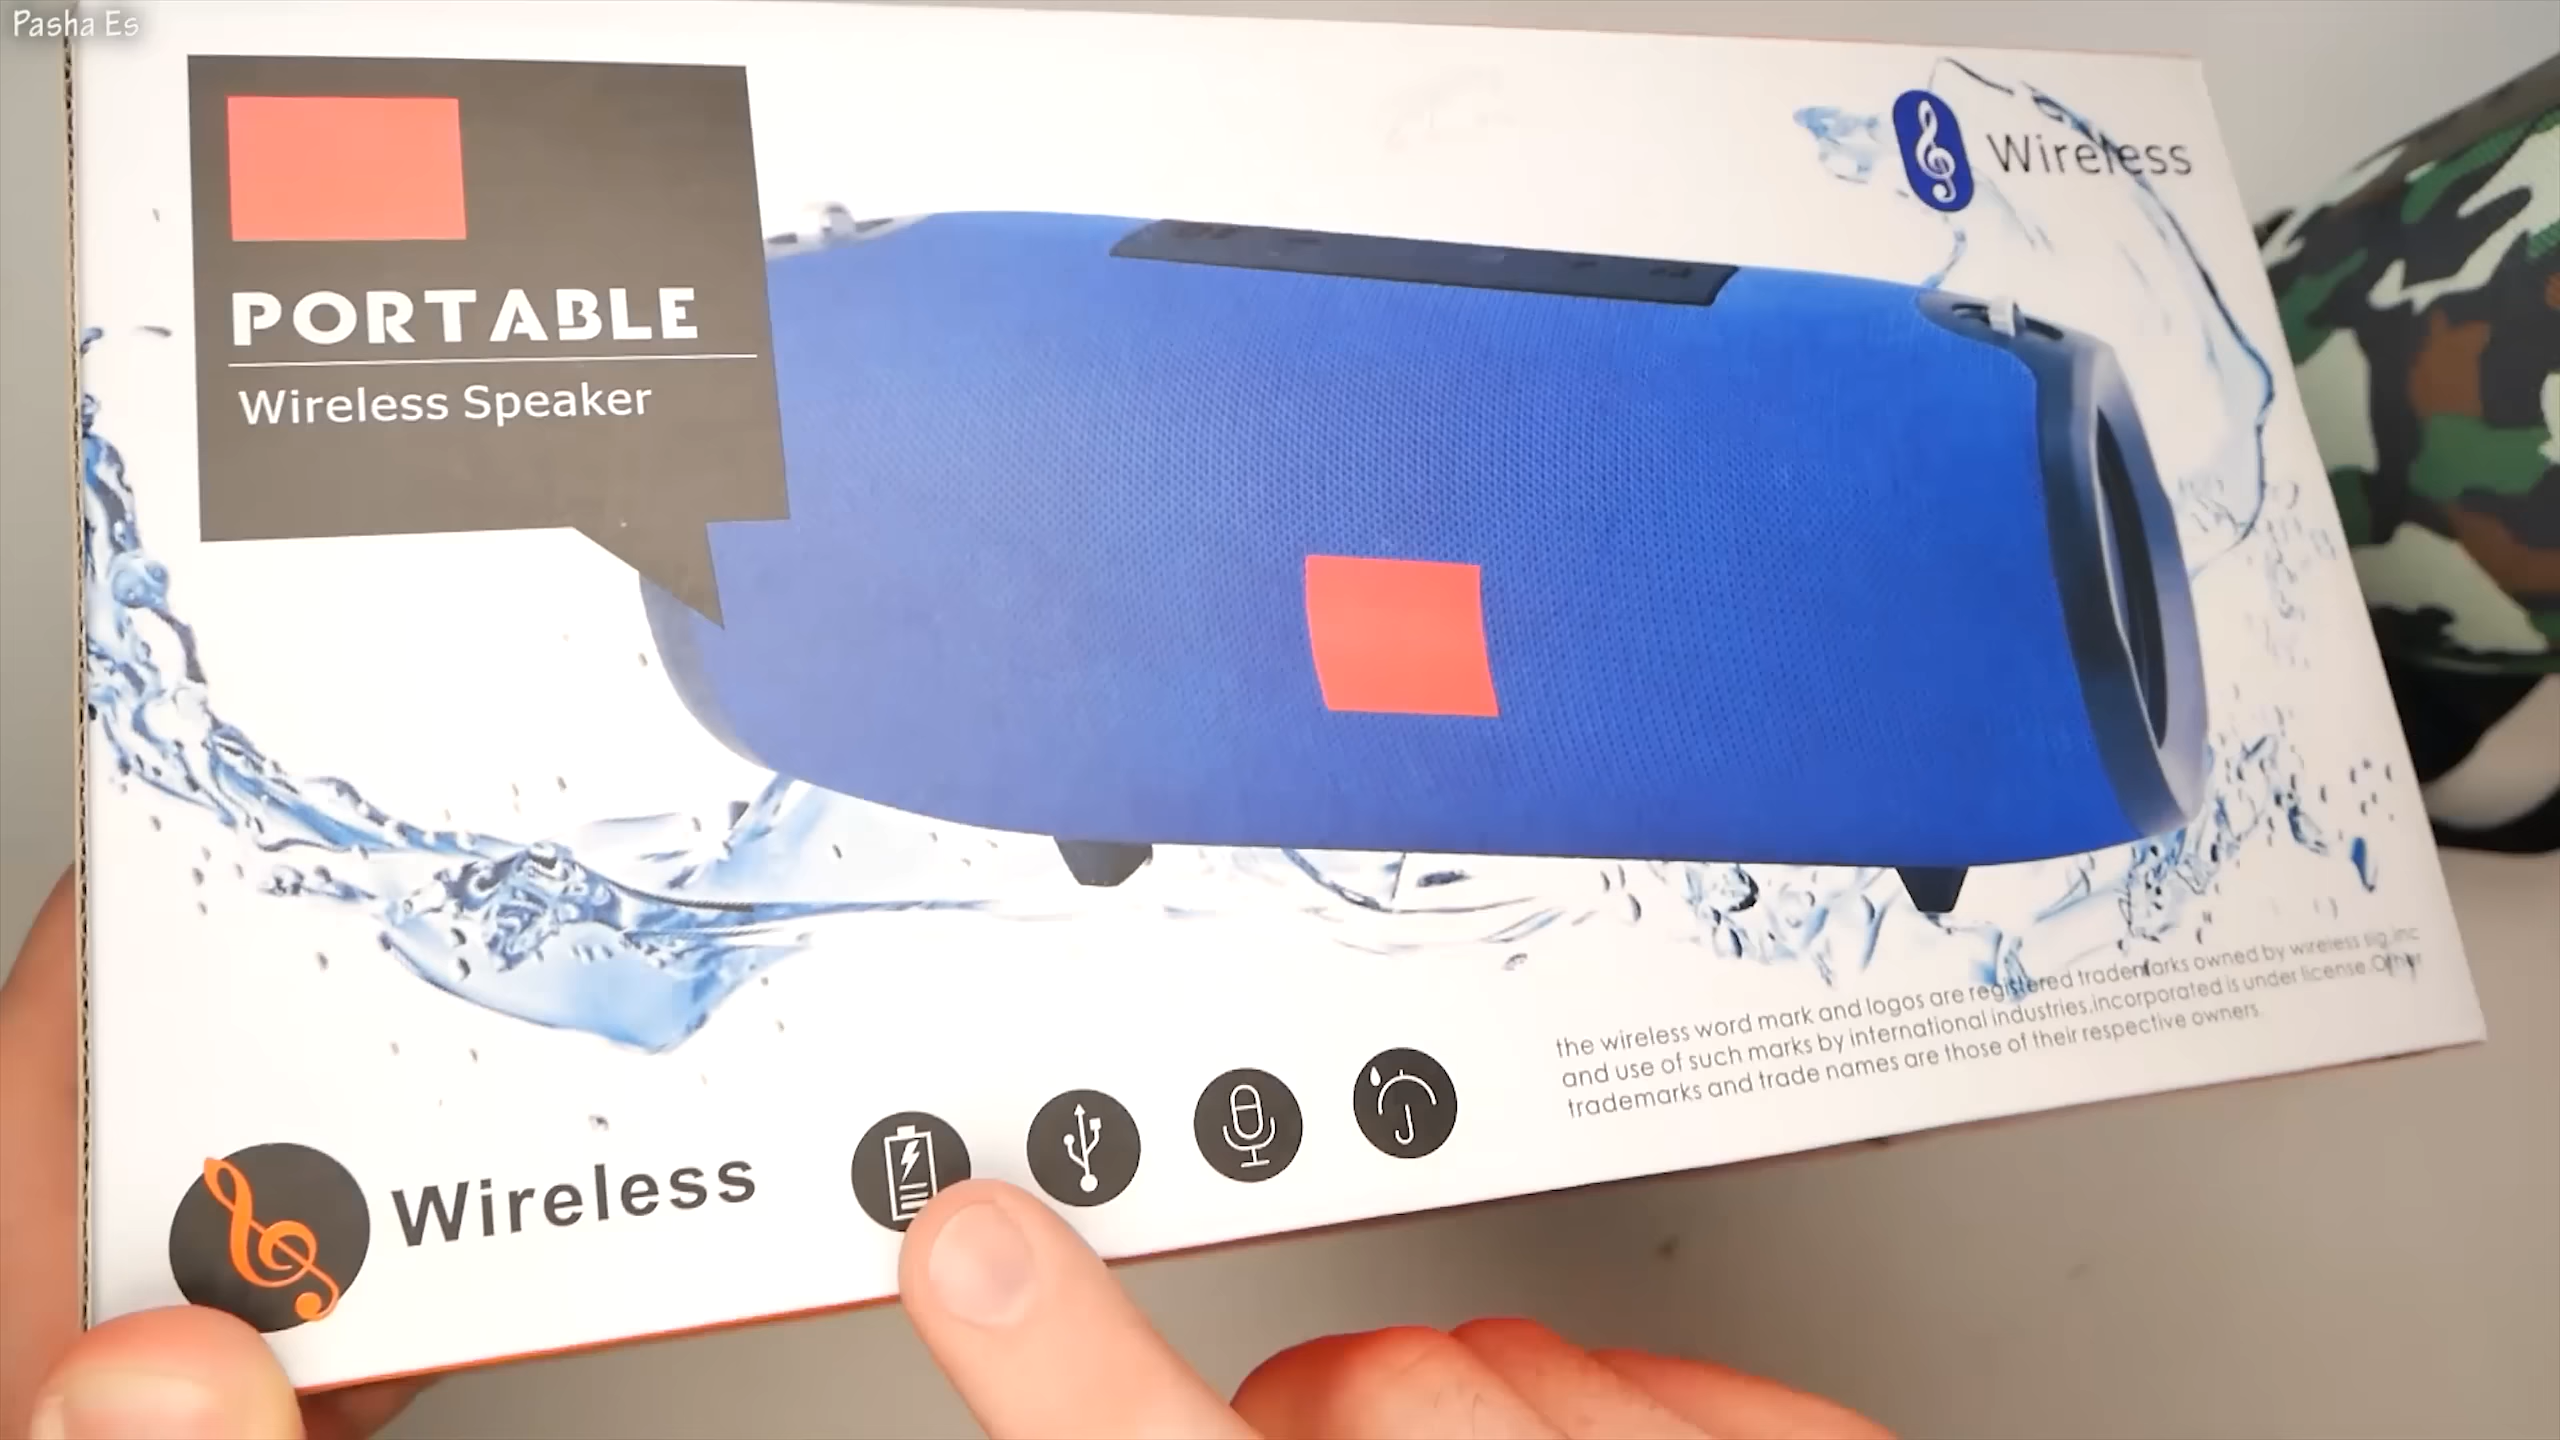 Pasha Es
PORTABLE
Wireless Speaker
Wireless
the wireless word mark and logos are registered trademarks owned by wireless sig,inc
and use of such marks by international industries.incorporated is under license.Other
trademarks and trade names are those of their respective owners.
Wireless